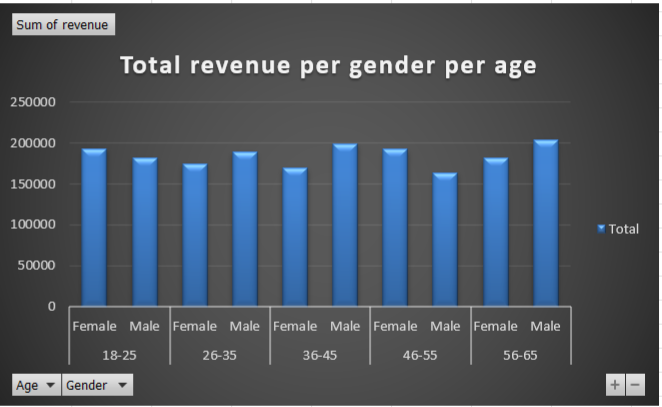 Sum of revenue
Total revenue per gender per age
250000
200000
150000
100000
50000
0
Total
Female Male Female Male Female Male Female Male Female Male
18-25 26-35 36-45 46-55 56-65
Age Gender + −